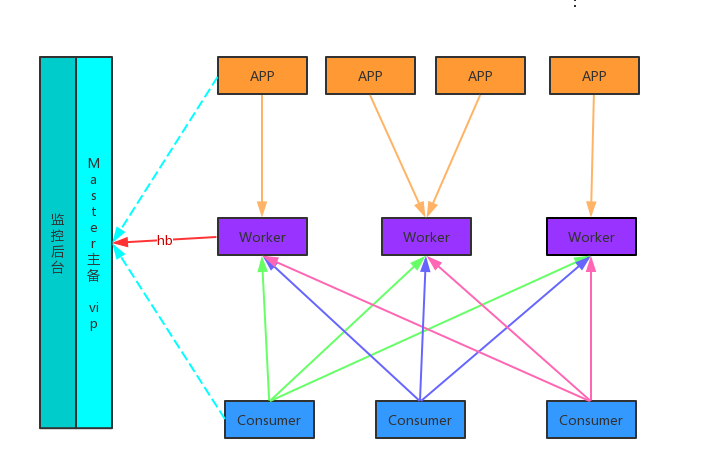 APP
APP
APP
APP
监控后台
Master主备 vip
hb
Worker
Worker
Worker
Consumer
Consumer
Consumer